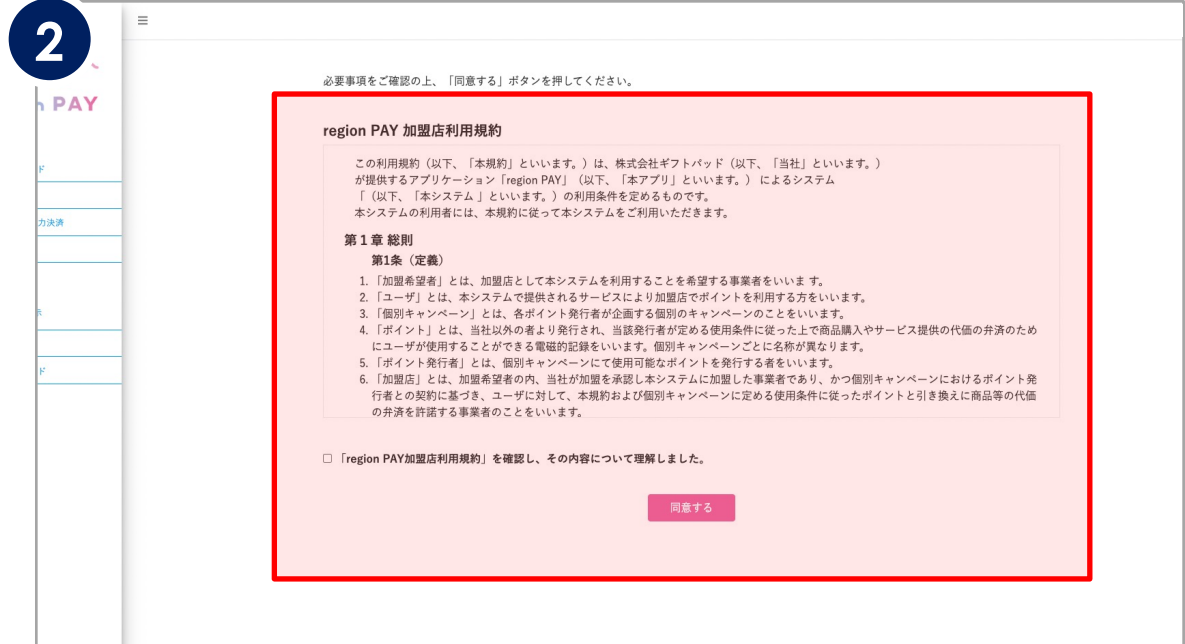 2
PAY
ド
力決済
ド
必要事項をご確認の上、「同意する」ボタンを押してください。
region PAY 加盟店利用規約
この利用規約（以下、「本規約」といいます。）は、株式会社ギフトパッド（以下、「当社」といいます。）
が提供するアプリケーション「region PAY」（以下、「本アプリ」といいます。） によるシステム
「（以下、「本システム 」といいます。）の利用条件を定めるものです。
本システムの利用者には、本規約に従って本システムをご利用いただきます。
第１章 総則
第1条（定義）
1. 「加盟希望者」とは、加盟店として本システムを利用することを希望する事業者をいいま す。
2. 「ユーザ」とは、本システムで提供されるサービスにより加盟店でポイントを利用する方をいいます。
3. 「個別キャンペーン」とは、各ポイント発行者が企画する個別のキャンペーンのことをいいます。
4. 「ポイント」とは、当社以外の者より発行され、当該発行者が定める使用条件に従った上で商品購入やサービス提供の代価の弁済のため
にユーザが使用することができる電磁的記録をいいます。個別キャンペーンごとに名称が異なります。
5. 「ポイント発行者」とは、個別キャンペーンにて使用可能なポイントを発行する者をいいます。
6. 「加盟店」とは、加盟希望者の内、当社が加盟を承認し本システムに加盟した事業者であり、かつ個別キャンペーンにおけるポイント発
行者との契約に基づき、ユーザに対して、本規約および個別キャンペーンに定める使用条件に従ったポイントと引き換えに商品等の代価
の弁済を許諾する事業者のことをいいます。
「region PAY加盟店利用規約」を確認し、その内容について理解しました。
同意する